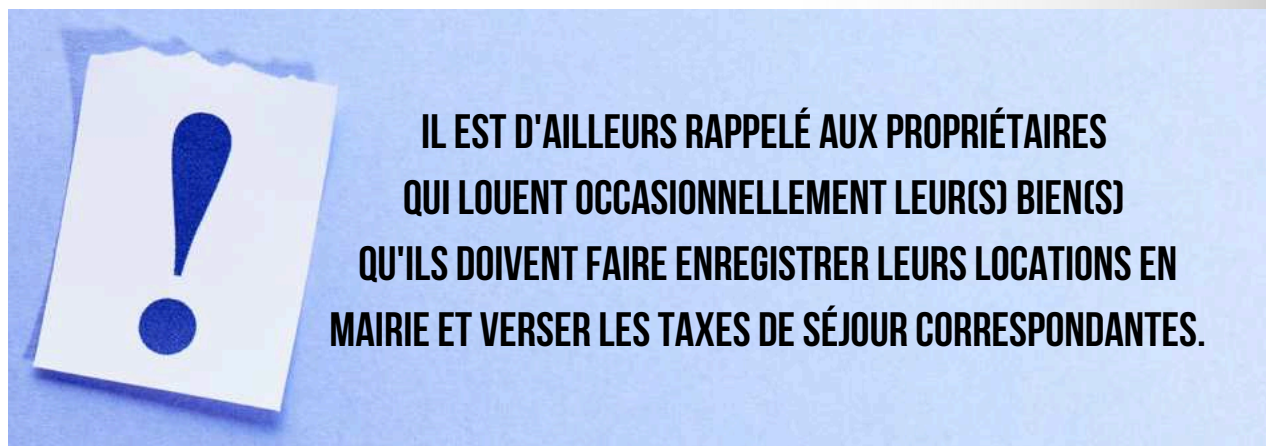 IL EST D'AILLEURS RAPPELÉ AUX PROPRIÉTAIRES
QUI LOUENT OCCASIONNELLEMENT LEUR(S) BIEN(S)
QU'ILS DOIVENT FAIRE ENREGISTRER LEURS LOCATIONS EN
MAIRIE ET VERSER LES TAXES DE SÉJOUR CORRESPONDANTES.